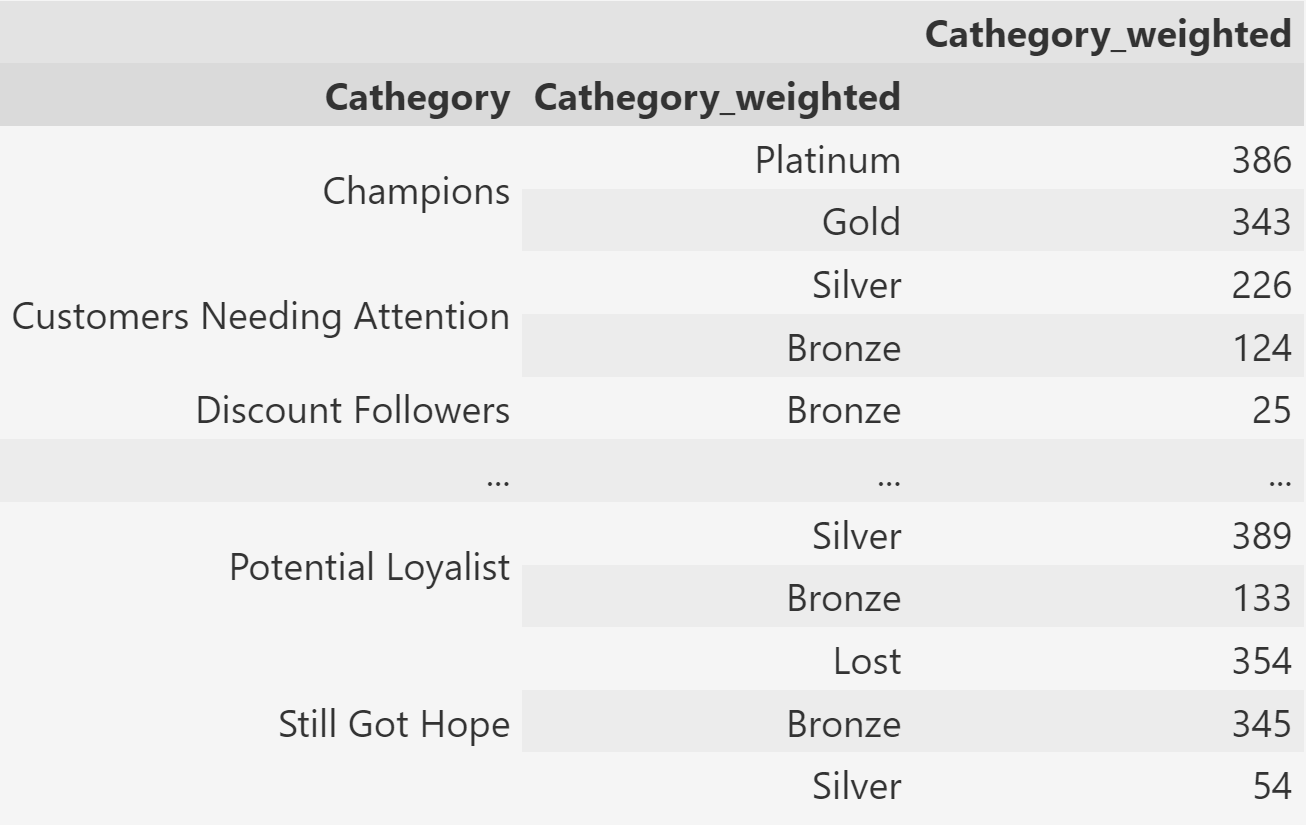 Cathegory_weighted
Cathegory Cathegory_weighted
Champions Platinum 386
Gold 343
Customers Needing Attention Silver 226
Bronze 124
Discount Followers Bronze 25
... ... ...
Potential Loyalist Silver 389
Bronze 133
Still Got Hope Lost 354
Bronze 345
Silver 54